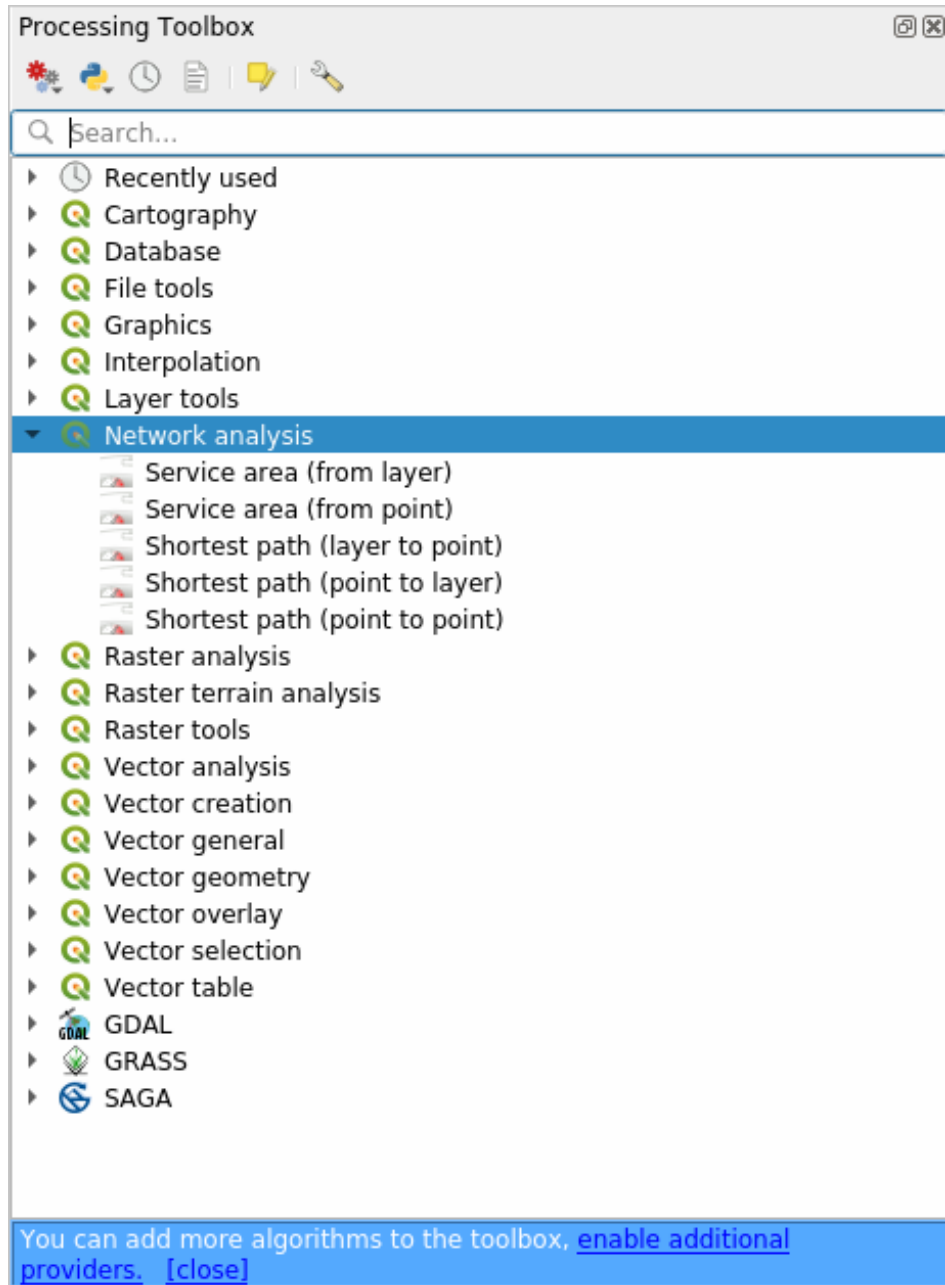 Processing Toolbox
Search...
Recently used
Cartography
Database
File tools
Graphics
Interpolation
Layer tools
Network analysis
Service area (from layer)
Service area (from point)
Shortest path (layer to point)
Shortest path (point to layer)
Shortest path (point to point)
Raster analysis
Raster terrain analysis
Raster tools
Vector analysis
Vector creation
Vector general
Vector geometry
Vector overlay
Vector selection
Vector table
GDAL GDAL
GRASS
SAGA
You can add more algorithms to the toolbox, enable additional
providers. [close]